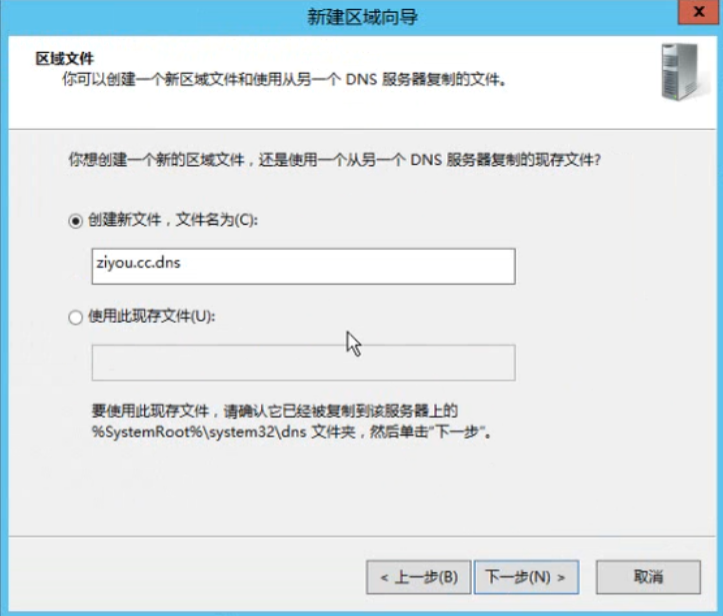 新建区域向导
x
区域文件
你可以创建一个新区域文件和使用从另一个 DNS 服务器复制的文件。
你想创建一个新的区域文件，还是使用一个从另一个 DNS 服务器复制的现存文件?
创建新文件，文件名为(C):
ziyou.cc.dns
使用此现存文件(U):
要使用此现存文件，请确认它已经被复制到该服务器上的
%SystemRoot%\system32\dns 文件夹，然后单击“下一步”。
< 上一步(B) 下一步(N) > 取消